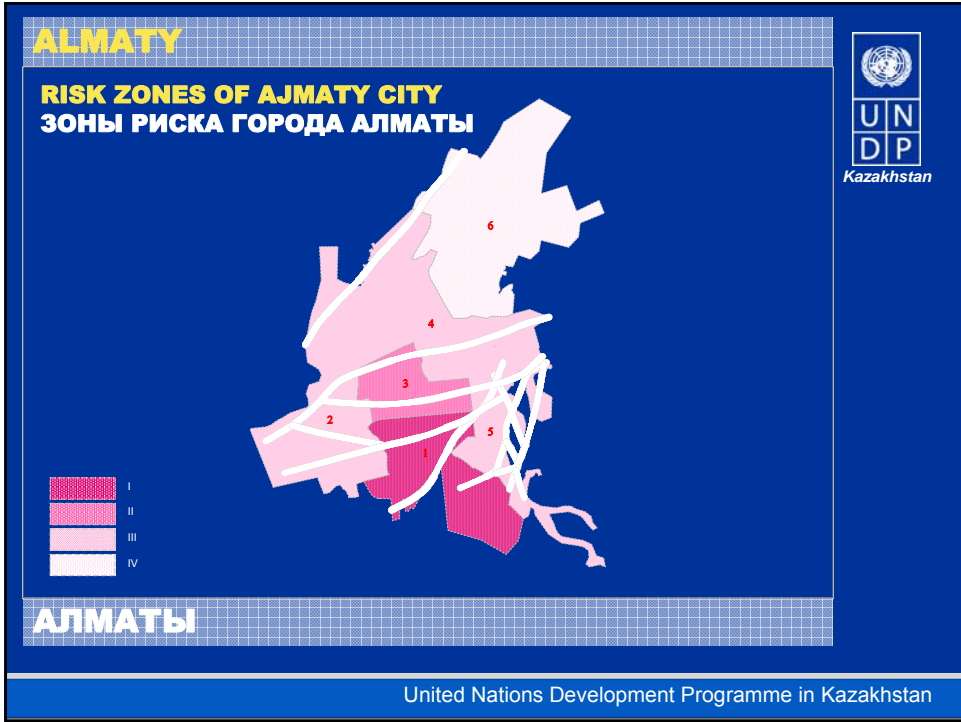 ALMATY
RISK ZONES OF AJMATY CITY
ЗОНЫ РИСКА ГОРОДА АЛМАТЫ
U N
D P
Kazakhstan
6
4
3
2
5
1
I
II
III
IV
АЛМАТЫ
United Nations Development Programme in Kazakhstan